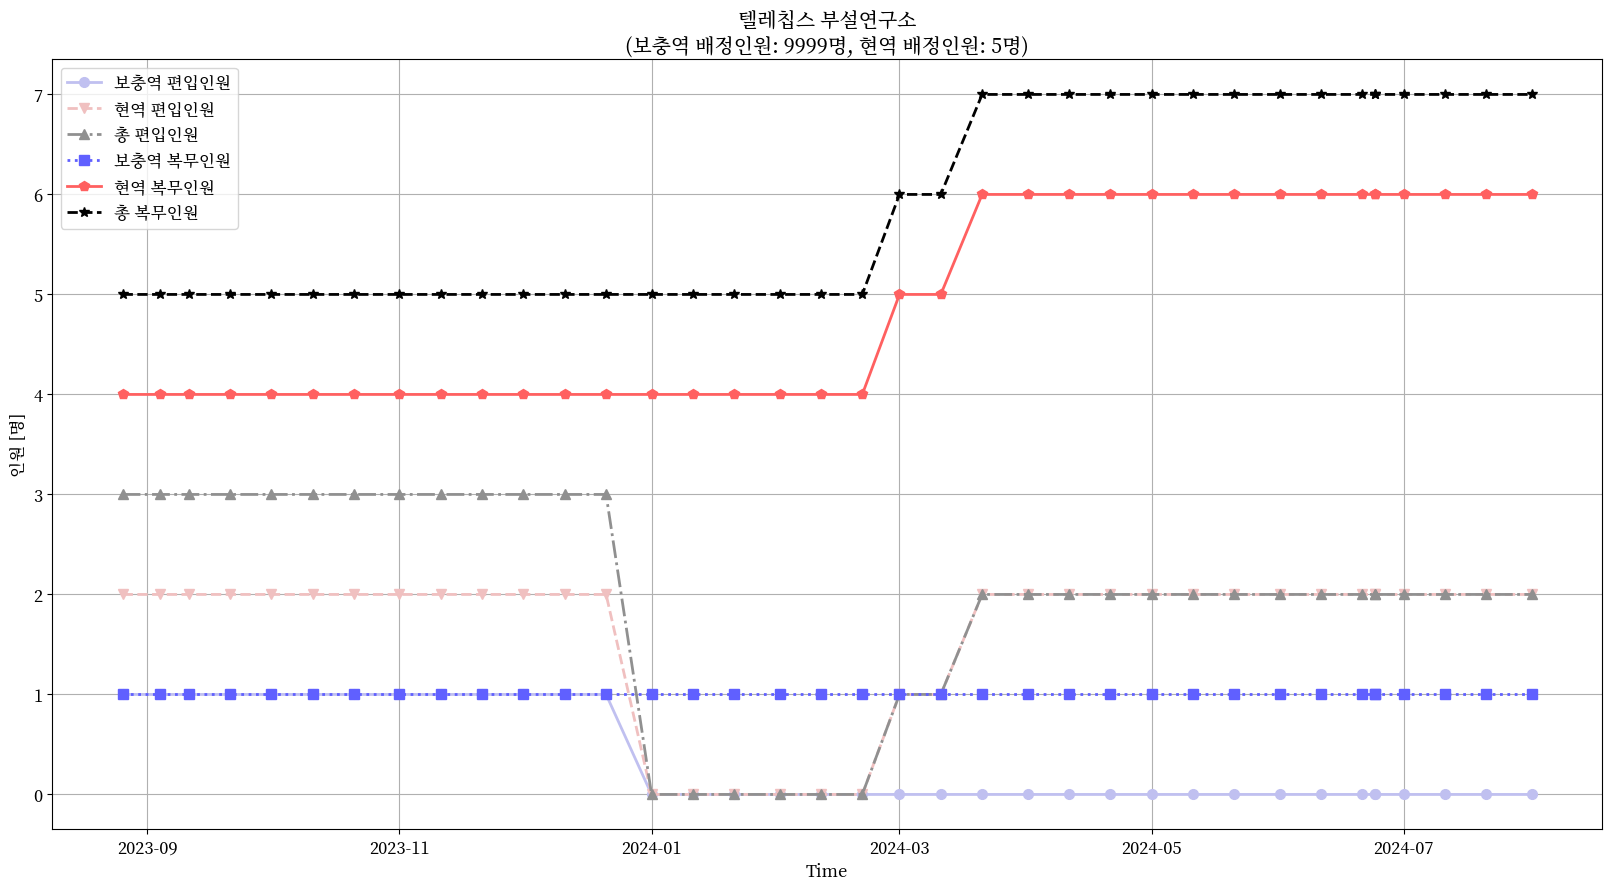 텔레칩스 부설연구소
(보충역 배정인원: 9999명, 현역 배정인원: 5명)
보충역 편입인원
현역 편입인원
총 편입인원
보충역 복무인원
현역 복무인원
총 복무인원
인원 [명]
7
6
5
4
3
2
1
0
2023-09
2023-11
2024-01
2024-03
2024-05
2024-07
Time